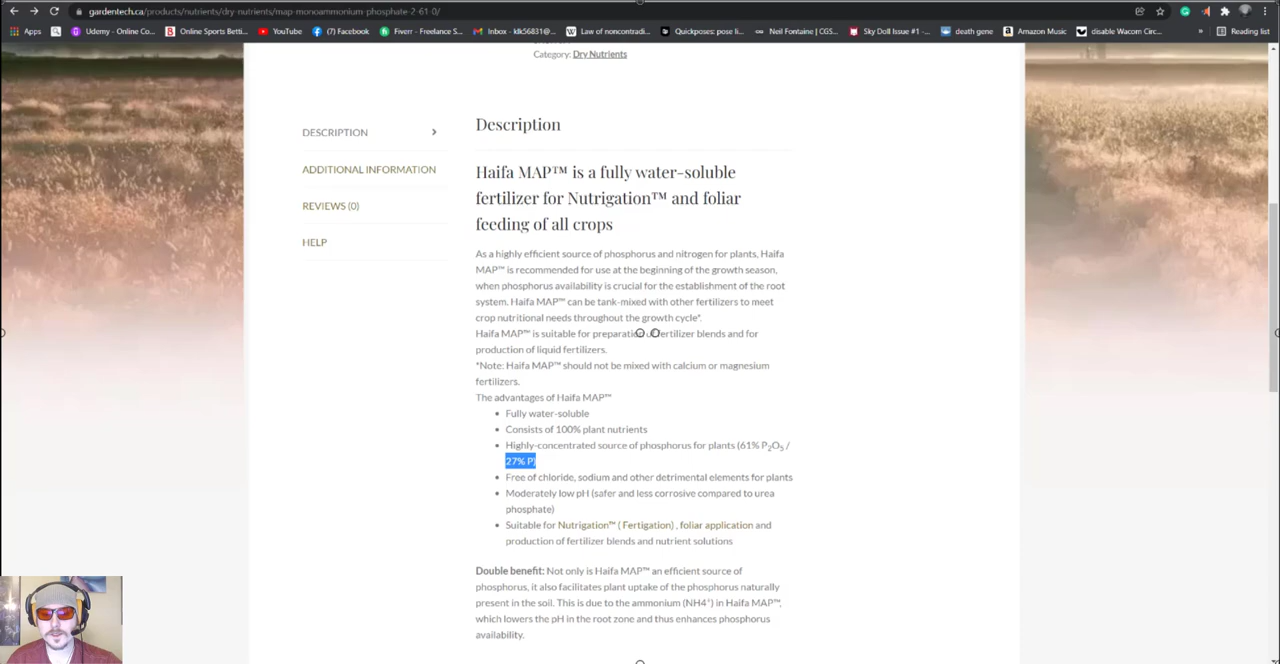 gardentech.ca/products/nutrients/dry-nutrients/map-monoammonium-phosphate-2-61-0/
Apps
Udemy - Online Co...
Online Sports Betti...
YouTube
(7) Facebook
Fiverr - Freelance S...
Inbox - klk56831@...
Law of noncontradi...
Quickposes: pose li...
Neil Fontaine | CGS...
Sky Doll Issue #1 -...
death gene
Amazon Music
disable Wacom Circ...
»
Reading list
Category: Dry Nutrients
DESCRIPTION
ADDITIONAL INFORMATION
REVIEWS (0)
HELP
Description
Haifa MAP™ is a fully water-soluble
fertilizer for Nutrigation™ and foliar
feeding of all crops
As a highly efficient source of phosphorus and nitrogen for plants, Haifa
MAP™ is recommended for use at the beginning of the growth season,
when phosphorus availability is crucial for the establishment of the root
system. Haifa MAP™ can be tank-mixed with other fertilizers to meet
crop nutritional needs throughout the growth cycle*.
Haifa MAP™ is suitable for preparation of fertilizer blends and for
production of liquid fertilizers.
*Note: Haifa MAP™ should not be mixed with calcium or magnesium
fertilizers.
The advantages of Haifa MAP™
• Fully water-soluble
• Consists of 100% plant nutrients
• Highly-concentrated source of phosphorus for plants (61% P₂O₅ /
27% P)
• Free of chloride, sodium and other detrimental elements for plants
• Moderately low pH (safer and less corrosive compared to urea
phosphate)
• Suitable for Nutrigation™ ( Fertigation) , foliar application and
production of fertilizer blends and nutrient solutions
Double benefit: Not only is Haifa MAP™ an efficient source of
phosphorus, it also facilitates plant uptake of the phosphorus naturally
present in the soil. This is due to the ammonium (NH4⁺) in Haifa MAP™,
which lowers the pH in the root zone and thus enhances phosphorus
availability.